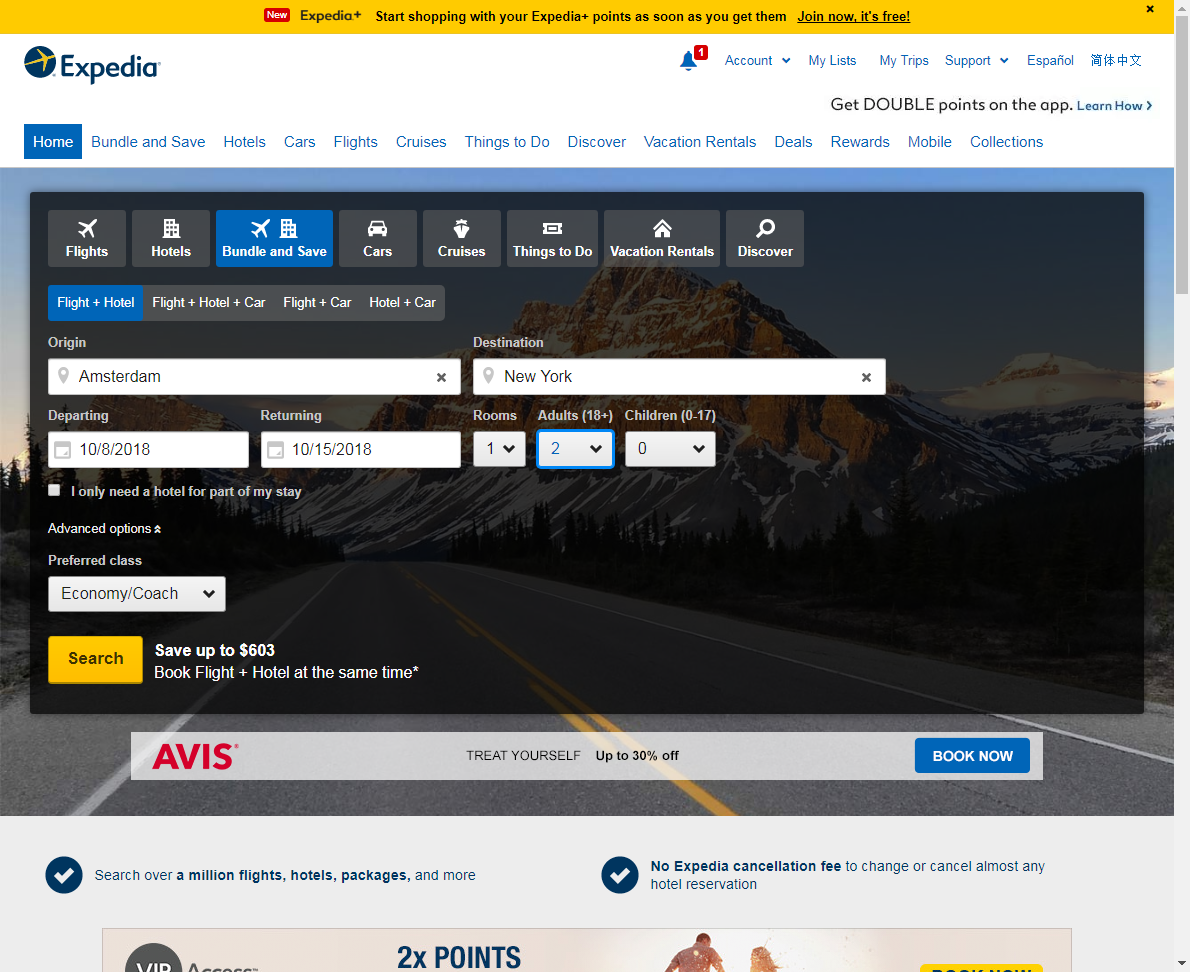 New Expedia+ Start shopping with your Expedia+ points as soon as you get them Join now, it's free!
Expedia
1 Account My Lists My Trips Support Español 简体中文
Get DOUBLE points on the app. Learn How
Home Bundle and Save Hotels Cars Flights Cruises Things to Do Discover Vacation Rentals Deals Rewards Mobile Collections
Flights Hotels Bundle and Save Cars Cruises Things to Do Vacation Rentals Discover
Flight + Hotel Flight + Hotel + Car Flight + Car Hotel + Car
Origin Destination
Amsterdam New York
Departing Returning Rooms Adults (18+) Children (0-17)
10/8/2018 10/15/2018 1 2 0
I only need a hotel for part of my stay
Advanced options
Preferred class
Economy/Coach
Search Save up to $603
Book Flight + Hotel at the same time*
AVIS TREAT YOURSELF Up to 30% off BOOK NOW
Search over a million flights, hotels, packages, and more
No Expedia cancellation fee to change or cancel almost any
hotel reservation
VIP Access 2x POINTS
BOOK NOW